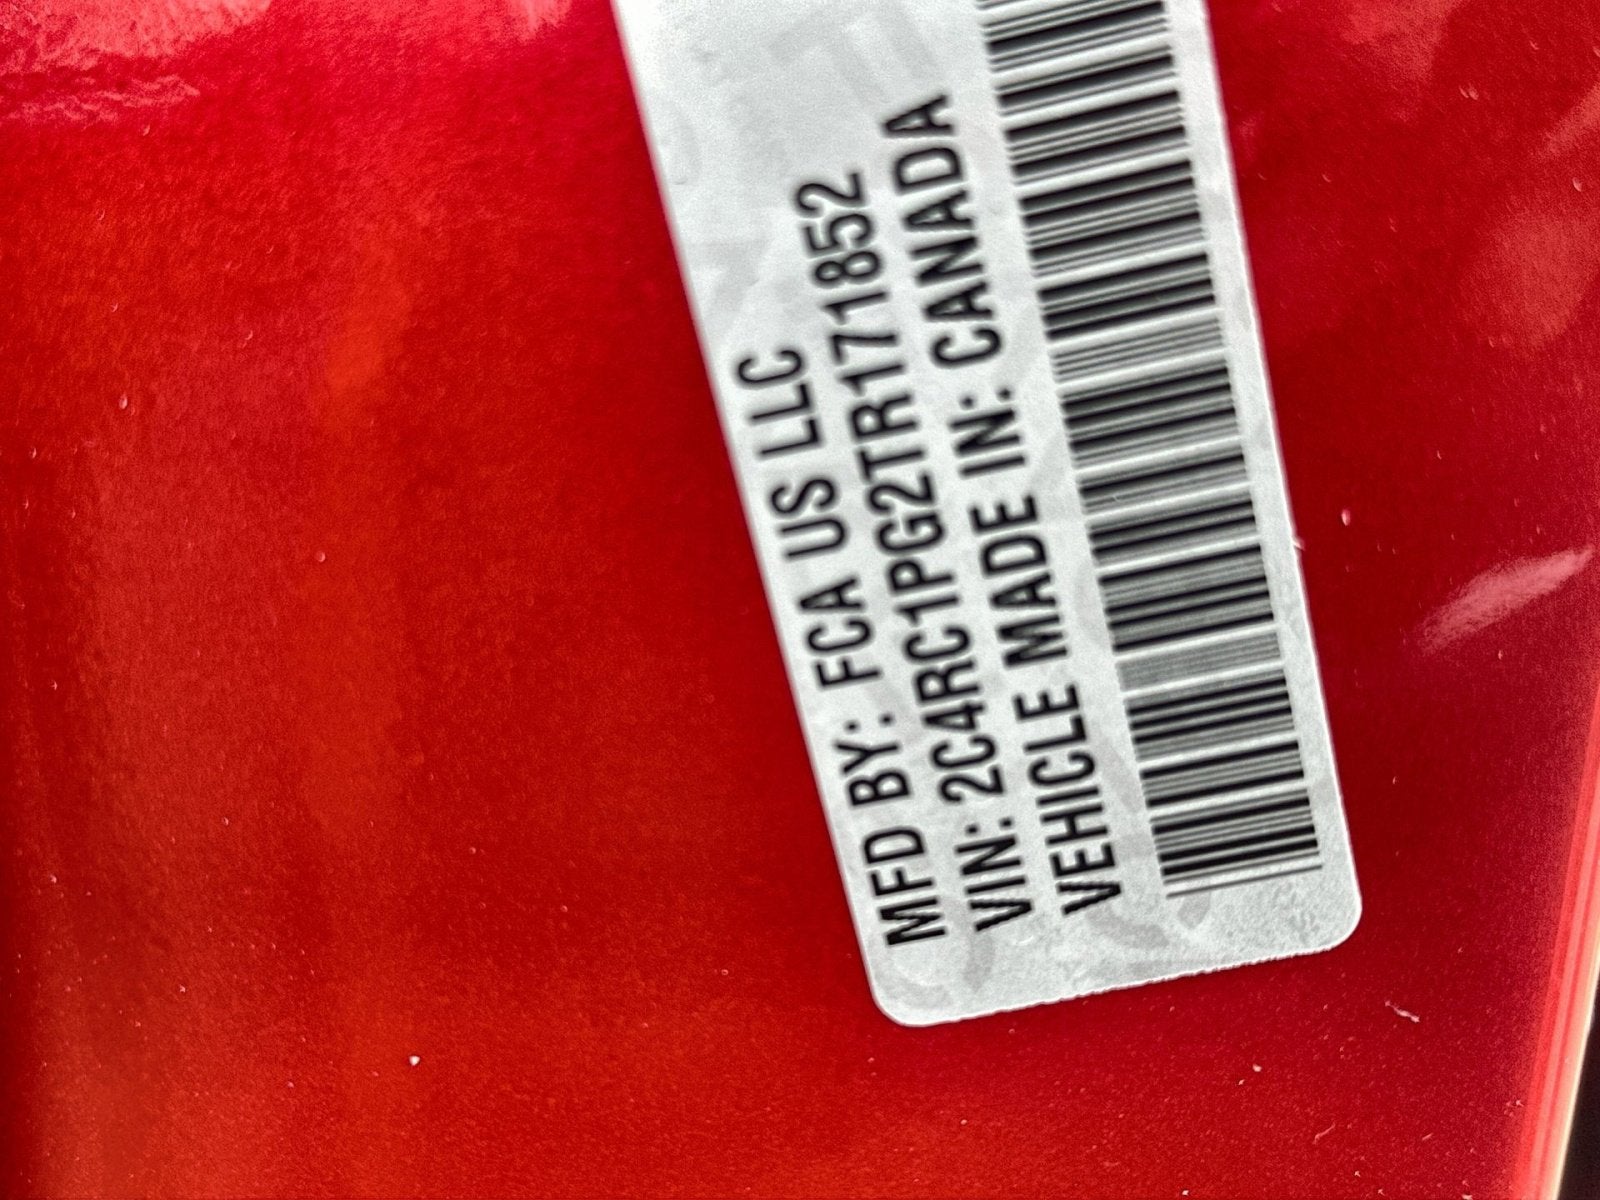 MFD BY: FCA US LLC
VIN: 2C4RC1PG2TR171852
VEHICLE MADE IN: CANADA